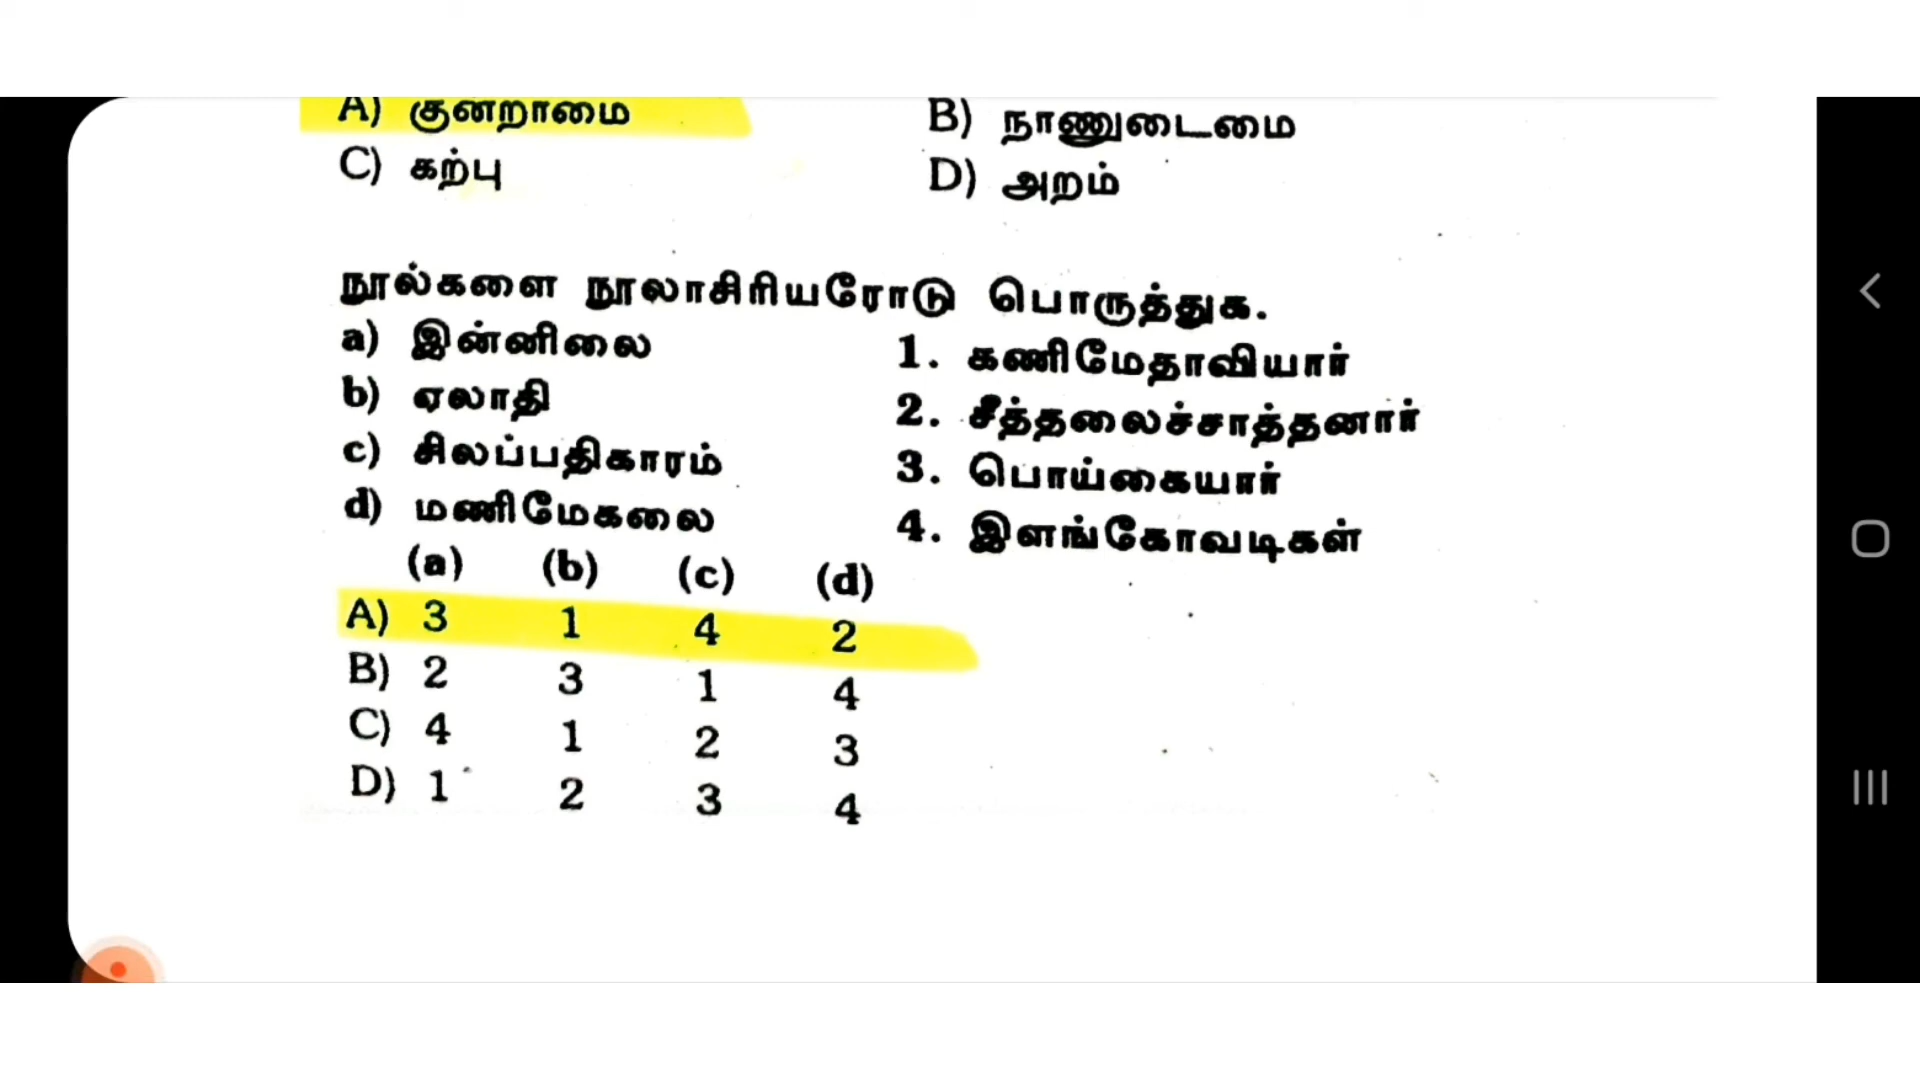 A) குன்றாமை B) நாணுடைமை
C) கற்பு D) அறம்
நூல்களை நூலாசிரியரோடு பொருத்துக.
a) இன்னிலை 1. கணிமேதாவியார்
b) ஏலாதி 2. சீத்தலைச்சாத்தனார்
c) சிலப்பதிகாரம் 3. பொய்கையார்
d) மணிமேகலை 4. இளங்கோவடிகள்
(a) (b) (c) (d)
A) 3 1 4 2
B) 2 3 1 4
C) 4 1 2 3
D) 1 2 3 4